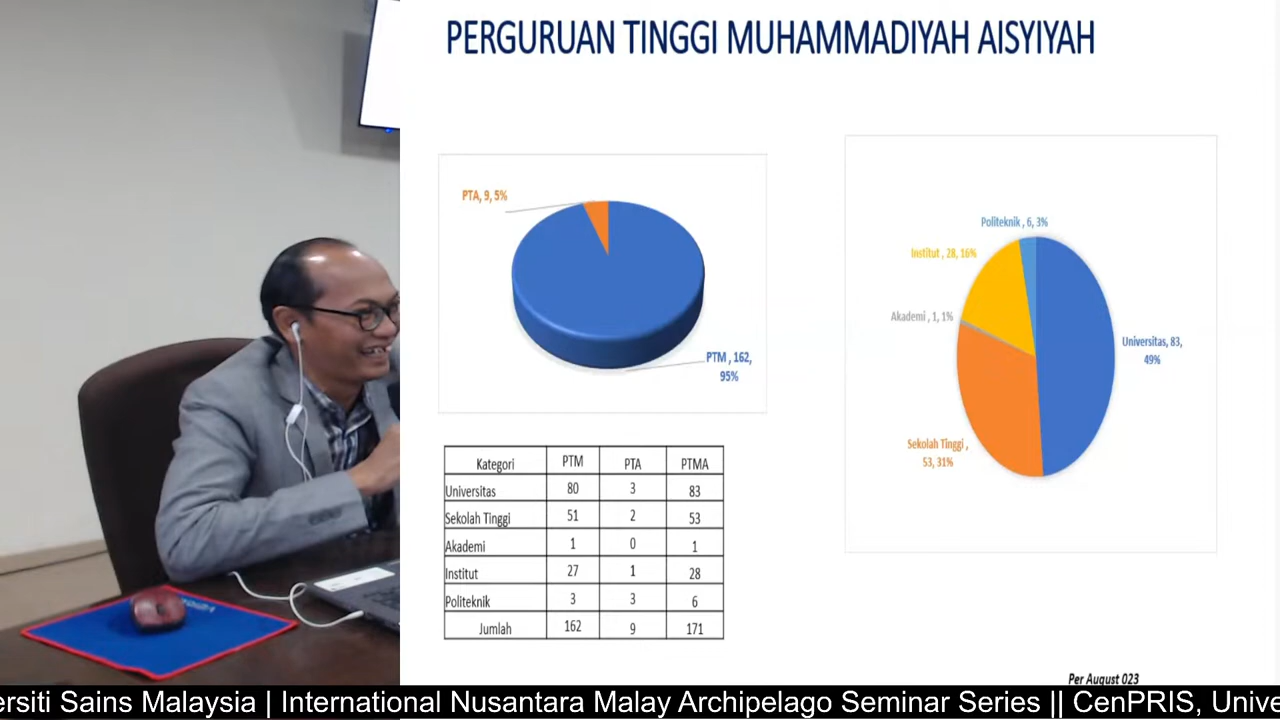 PERGURUAN TINGGI MUHAMMADIYAH AISYIYAH
PTA, 9, 5%
PTM , 162,
95%
Politeknik , 6, 3%
Institut , 28, 16%
Akademi , 1, 1%
Universitas, 83,
49%
Sekolah Tinggi ,
53, 31%
Kategori PTM PTA PTMA
Universitas 80 3 83
Sekolah Tinggi 51 2 53
Akademi 1 0 1
Institut 27 1 28
Politeknik 3 3 6
Jumlah 162 9 171
Per August 023
ersiti Sains Malaysia | International Nusantara Malay Archipelago Seminar Series || CenPRIS, Unive